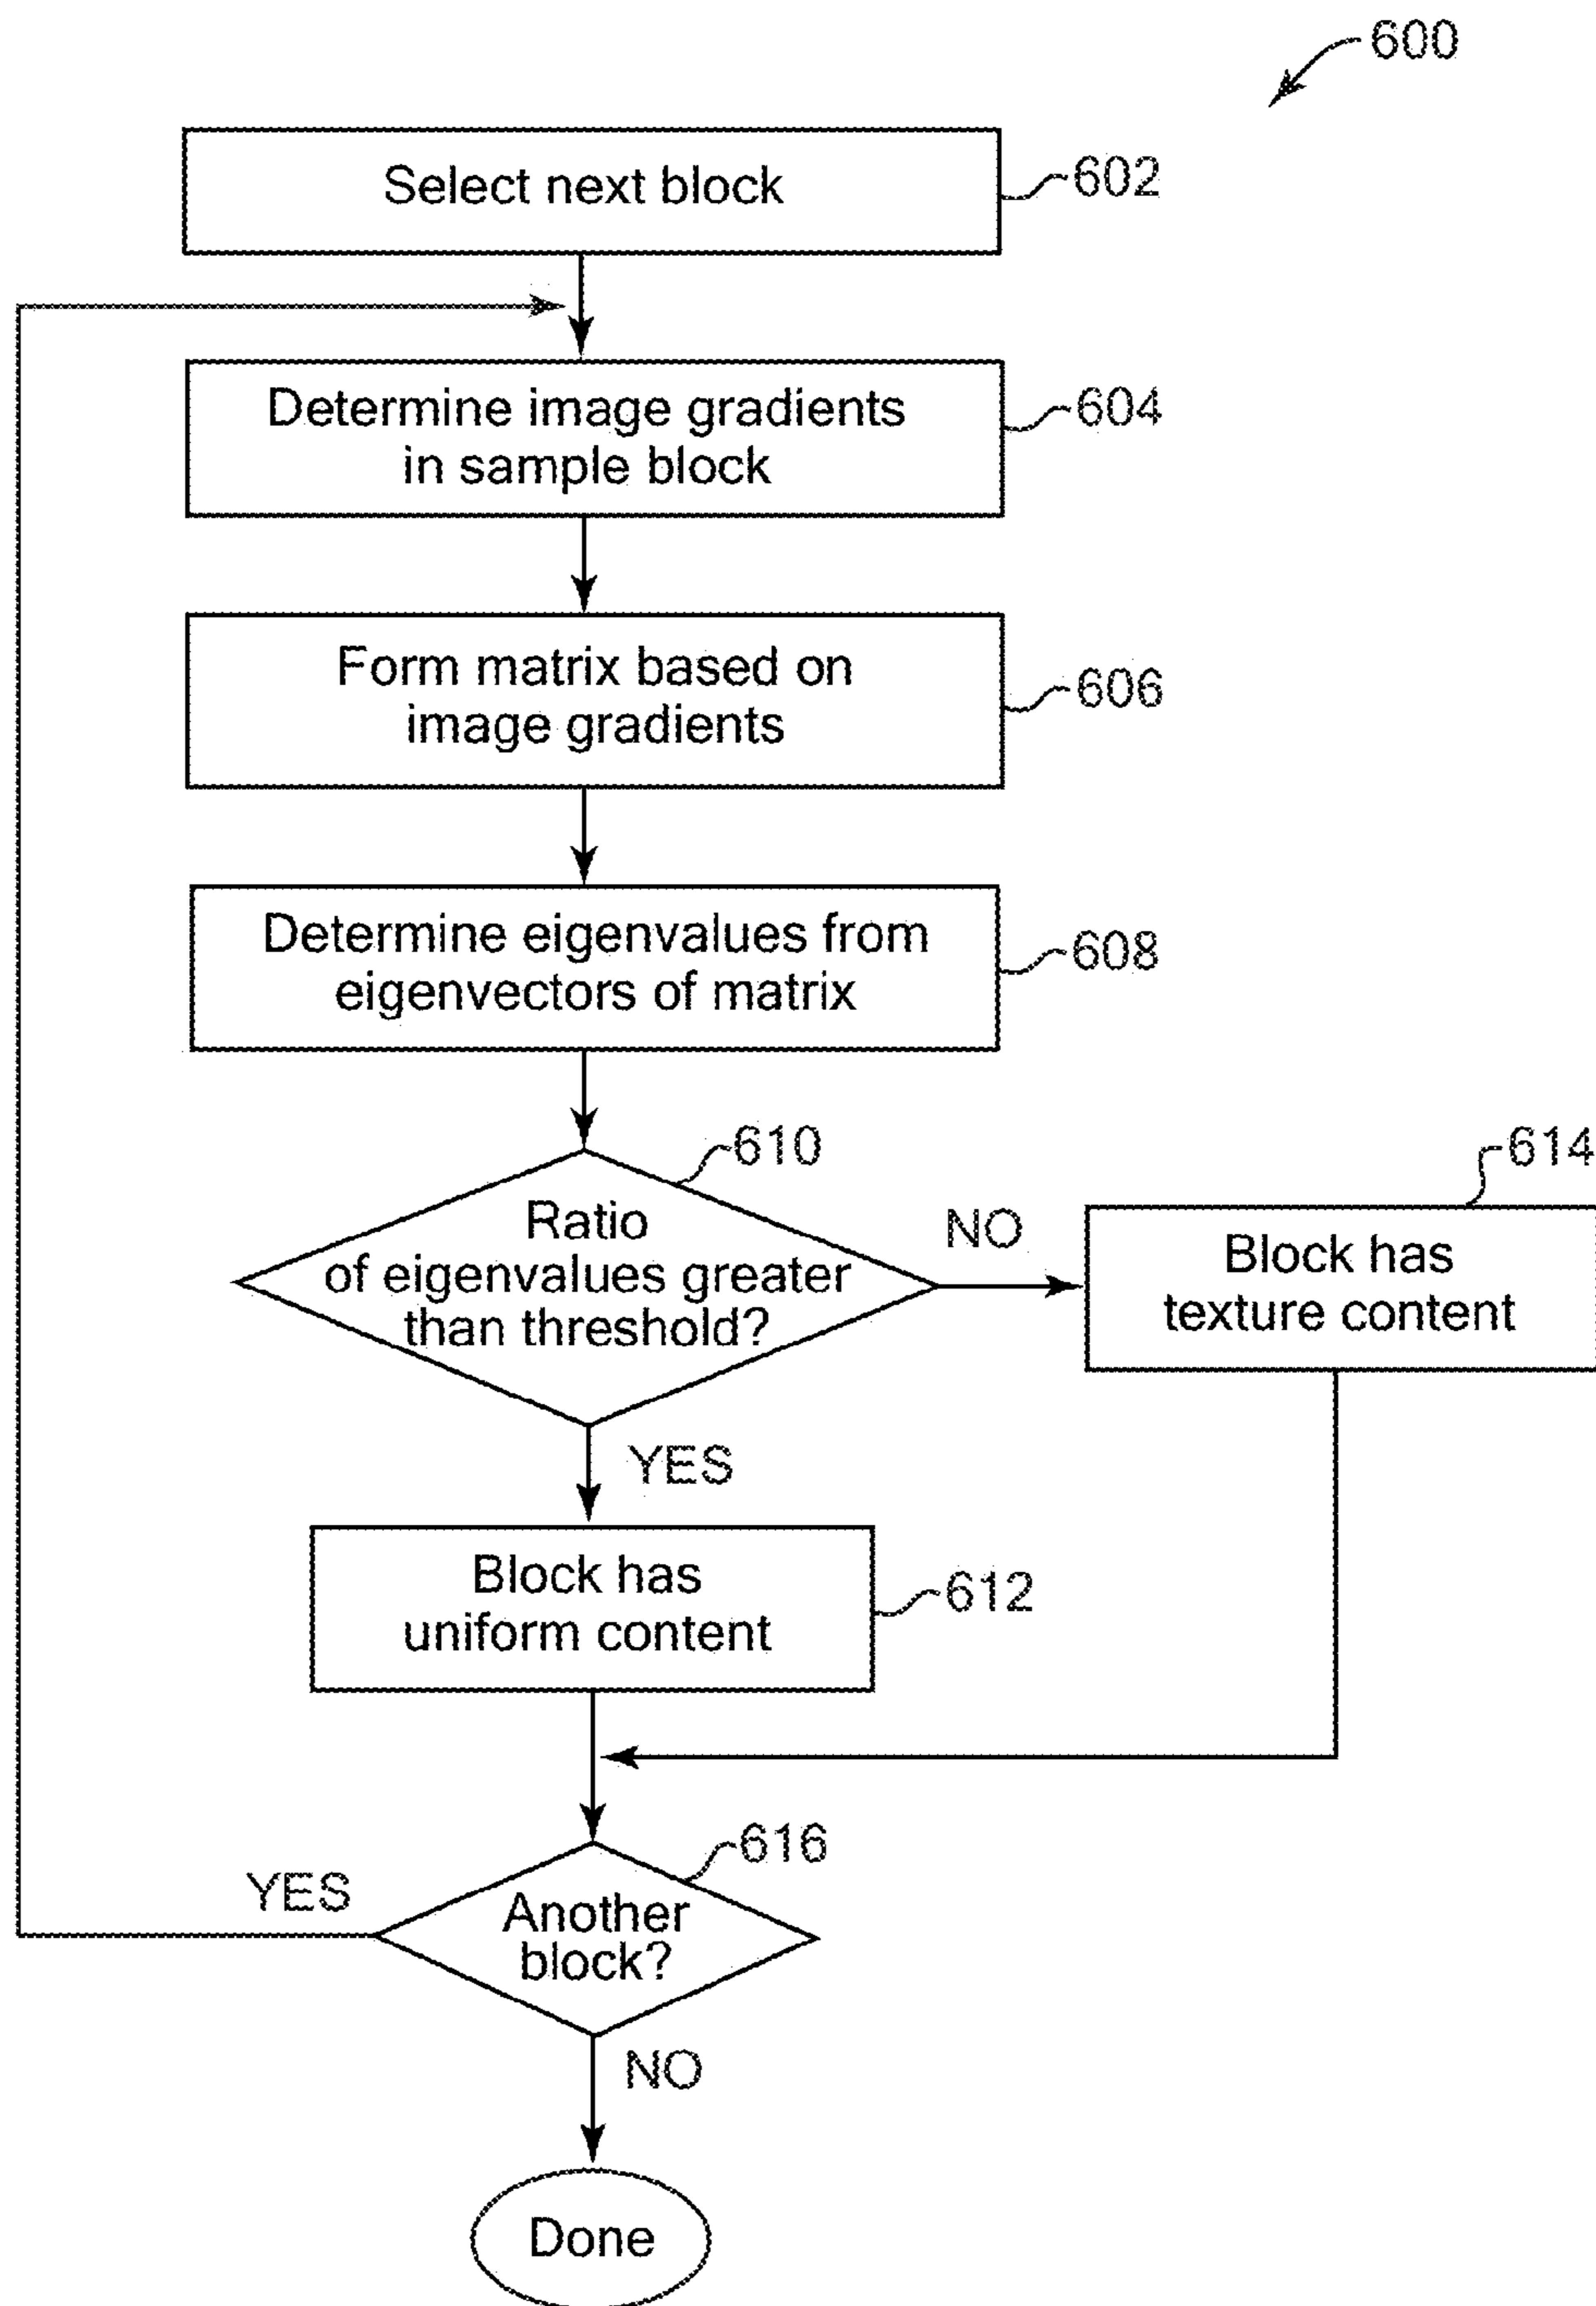 600
Select next block
602
Determine image gradients
in sample block
604
Form matrix based on
image gradients
606
Determine eigenvalues from
eigenvectors of matrix
608
610
Ratio
of eigenvalues greater
than threshold?
NO
614
Block has
texture content
YES
Block has
uniform content
612
616
YES
Another
block?
NO
Done